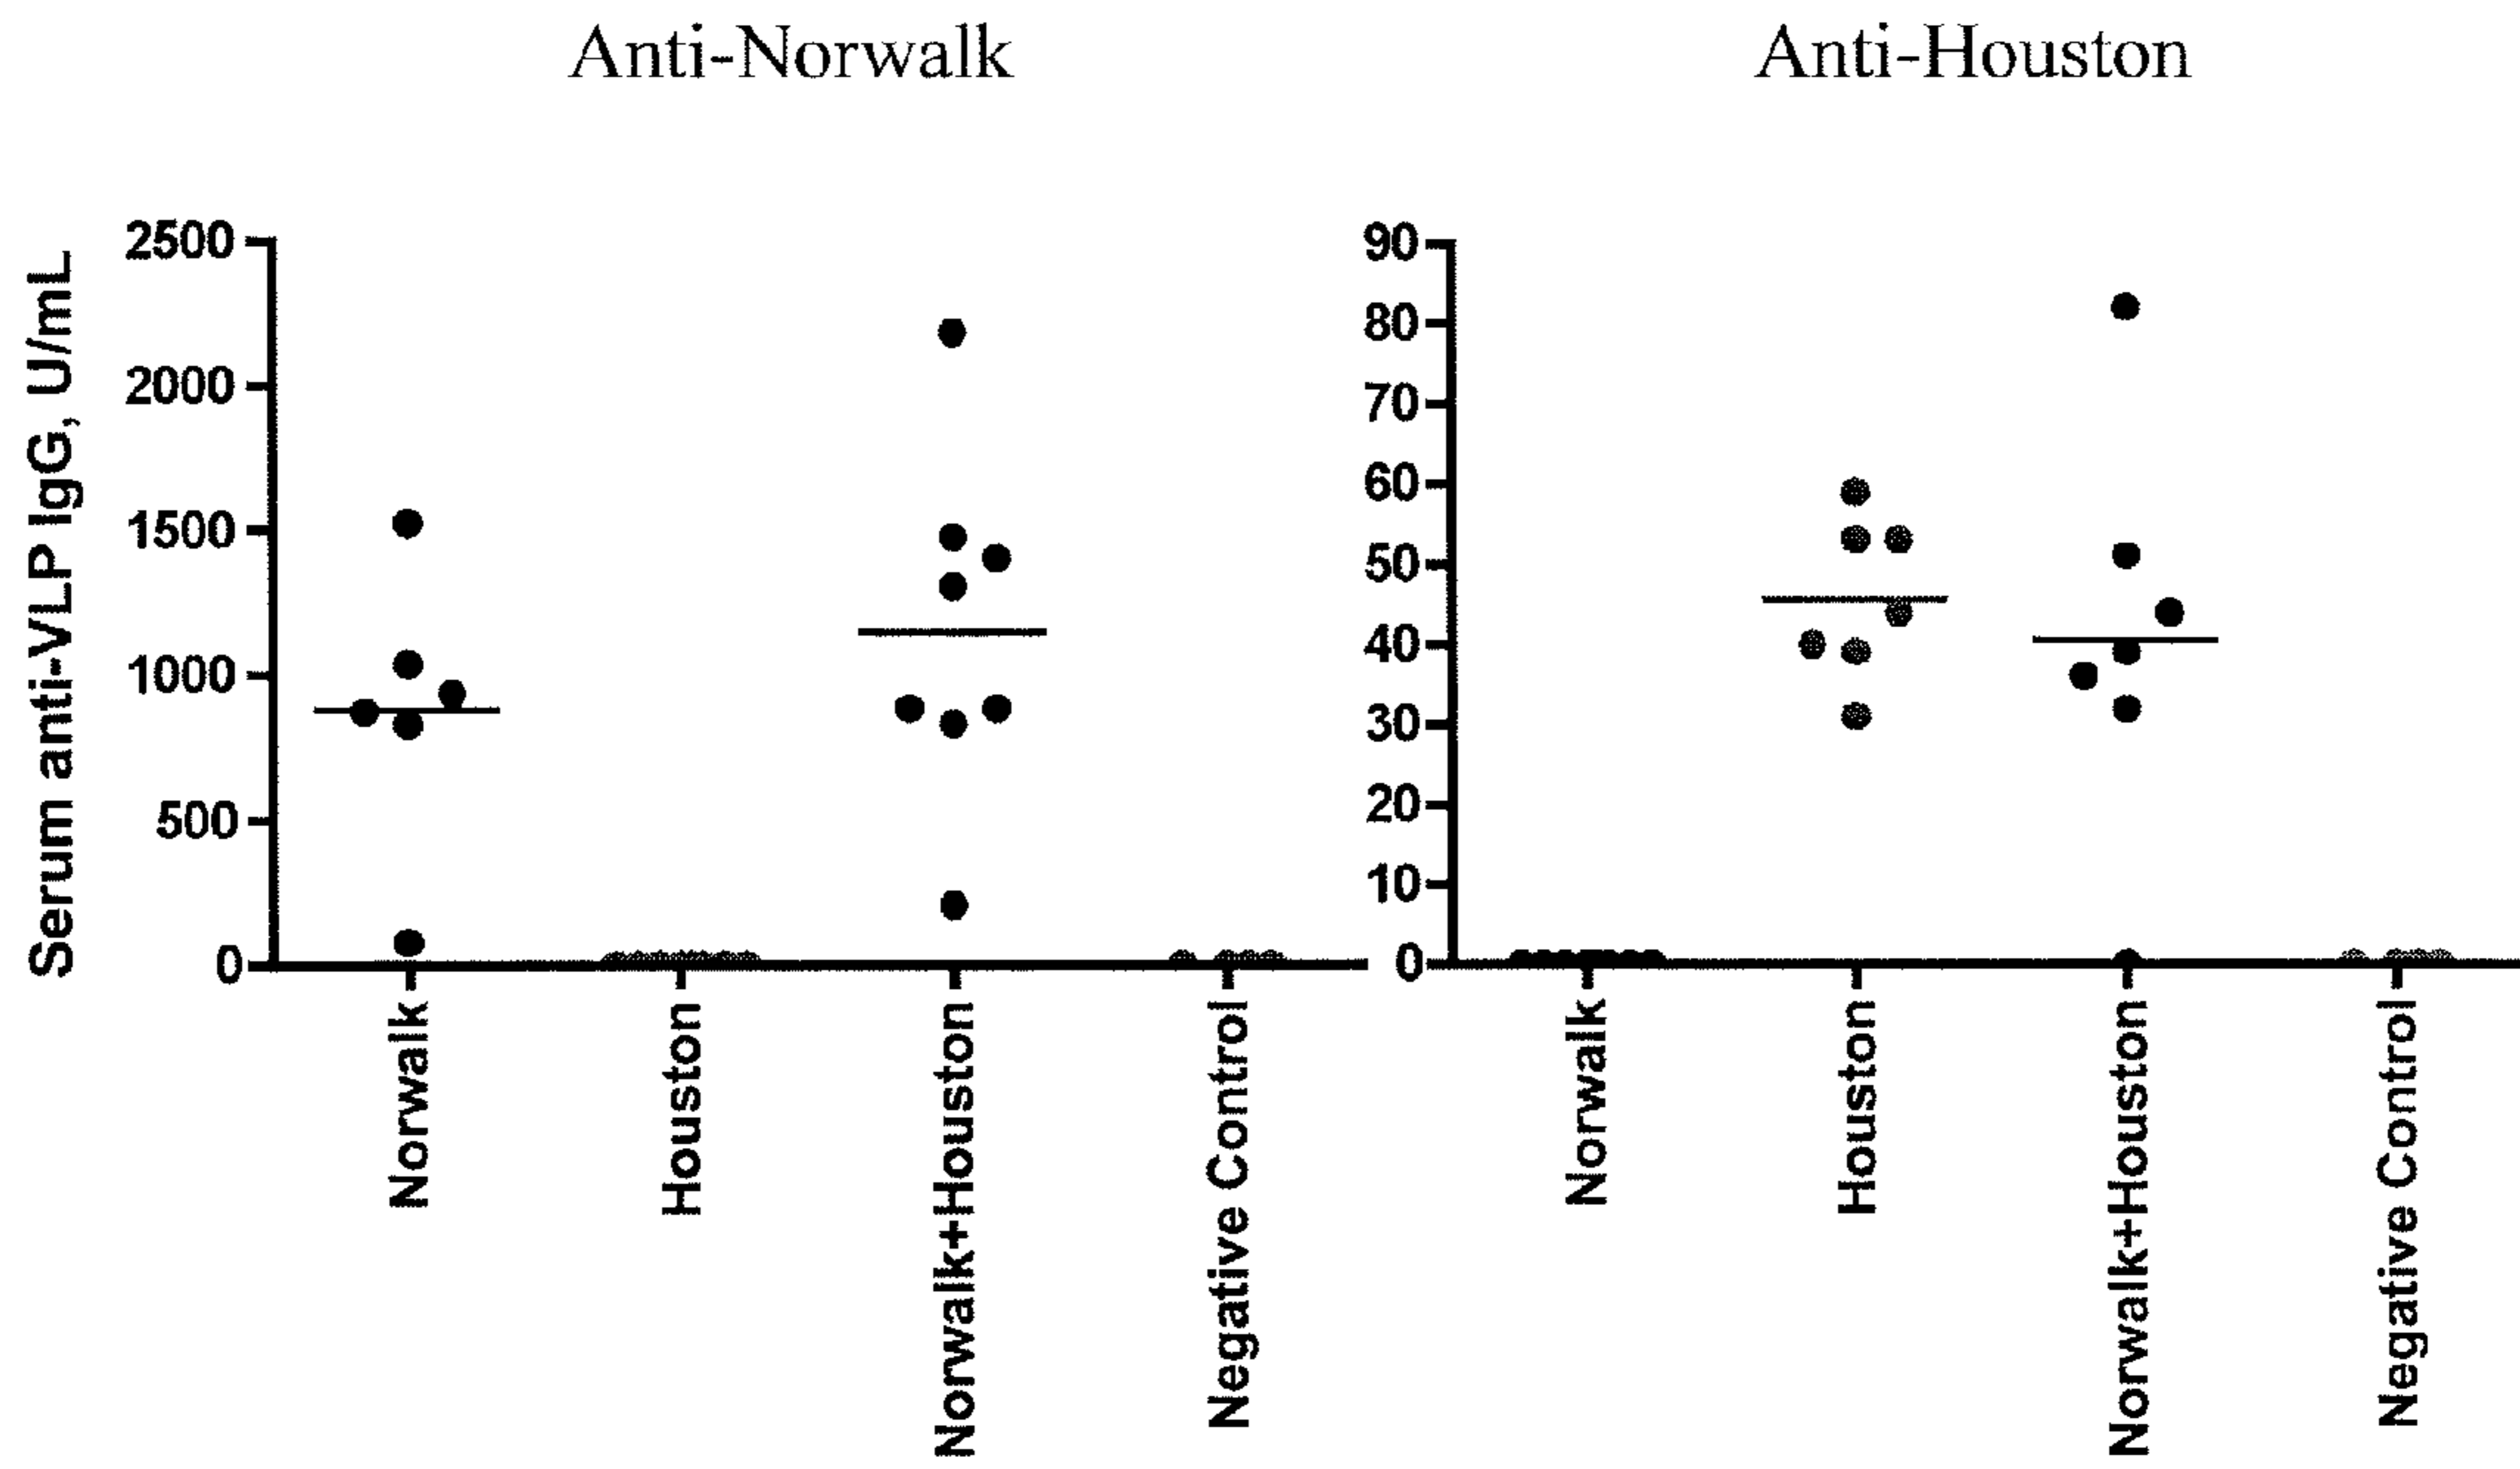 Anti-Norwalk
Anti-Houston
Serum anti-VLP IgG, U/mL
2500
2000
1500
1000
500
0
Norwalk
Houston
Norwalk+Houston
Negative Control
90
80
70
60
50
40
30
20
10
0
Norwalk
Houston
Norwalk+Houston
Negative Control